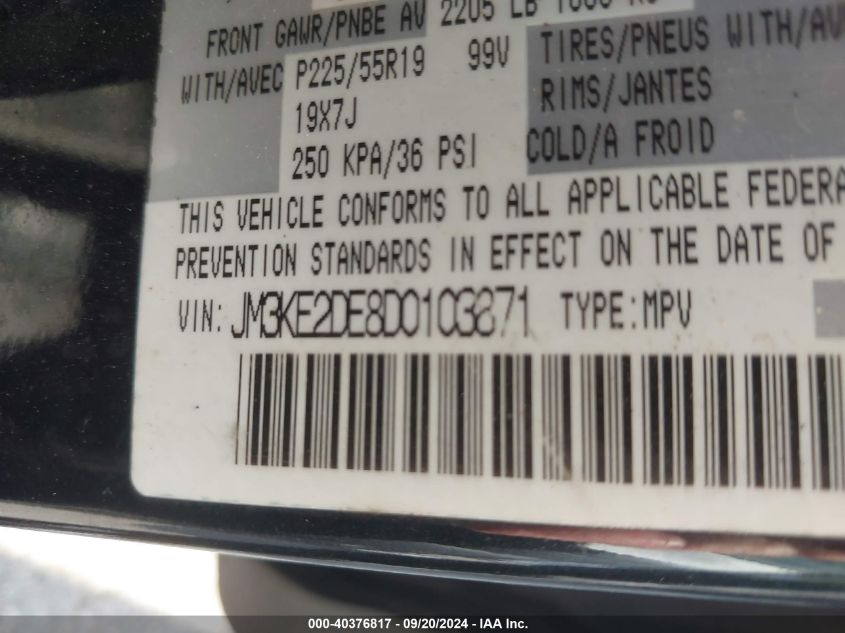 FRONT GAWR/PNBE AV 2205 LB
WITH/AVEC P225/55R19 99V TIRES/PNEUS WITH/AV
19X7J RIMS/JANTES
250 KPA/36 PSI COLD/A FROID
THIS VEHICLE CONFORMS TO ALL APPLICABLE FEDERA
PREVENTION STANDARDS IN EFFECT ON THE DATE OF
VIN: JM3KE2DE8D0103871 TYPE:MPV
000-40376817 - 09/20/2024 - IAA Inc.